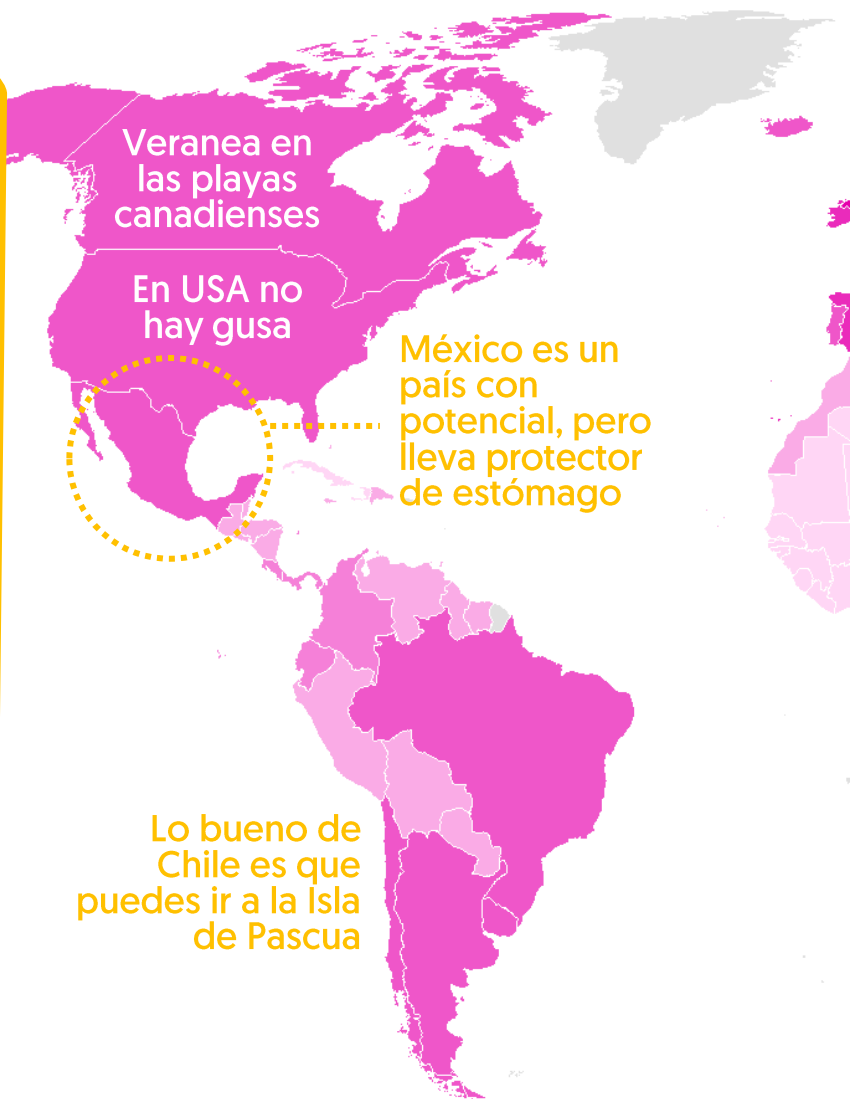 Veranea en
las playas
canadienses
En USA no
hay gusa
México es un
país con
potencial, pero
lleva protector
de estómago
Lo bueno de
Chile es que
puedes ir a la Isla
de Pascua